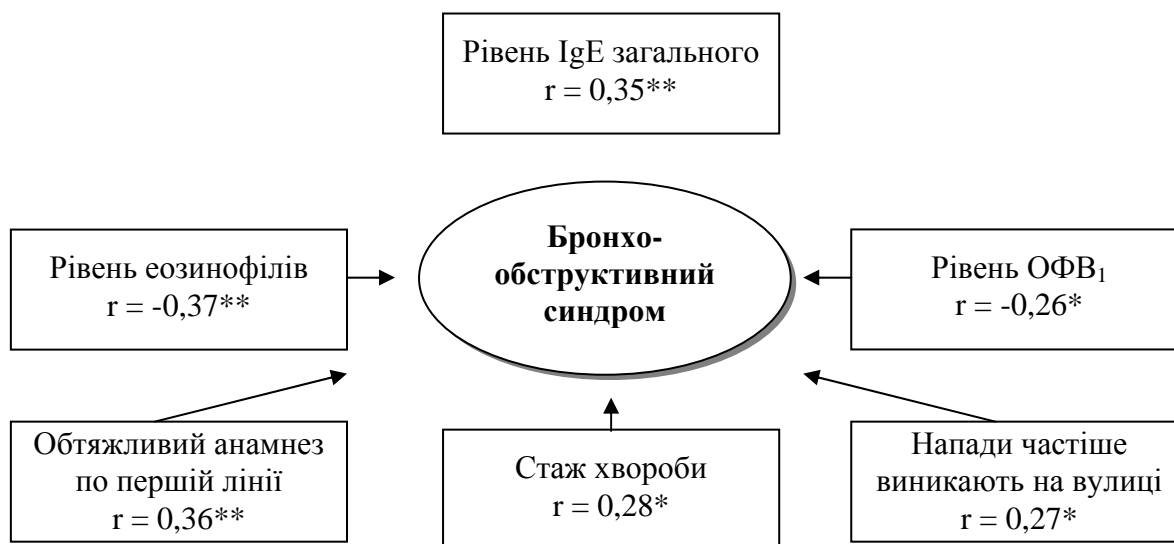 Рівень IgE загального
r = 0,35**
Бронхо-
обструктивний
синдром
Рівень еозинофілів
r = -0,37**
Рівень ОФВ₁
r = -0,26*
Обтяжливий анамнез
по першій лінії
r = 0,36**
Стаж хвороби
r = 0,28*
Напади частіше
виникають на вулиці
r = 0,27*